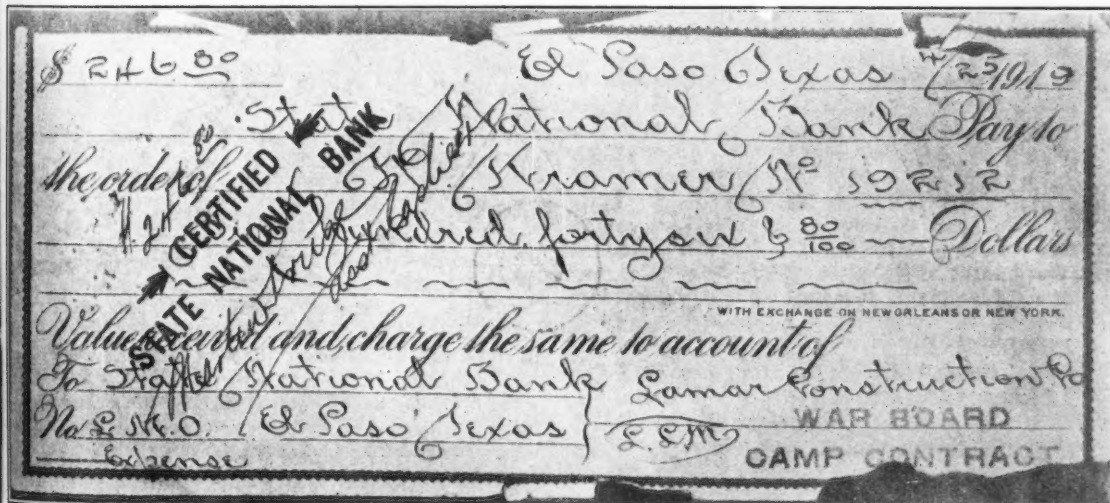 $ 246 80 El Paso Texas 4/25 1919
State National Bank Pay to
the order of Kramer No 19212
CERTIFIED
STATE NATIONAL BANK
Hundred fortysix & 80/100 Dollars
WITH EXCHANGE ON NEW ORLEANS OR NEW YORK.
Value received and charge the same to account of
To State National Bank Lamar Construction Co
No L. El Paso Texas L.L.M
Expense
WAR BOARD
CAMP CONTRACT